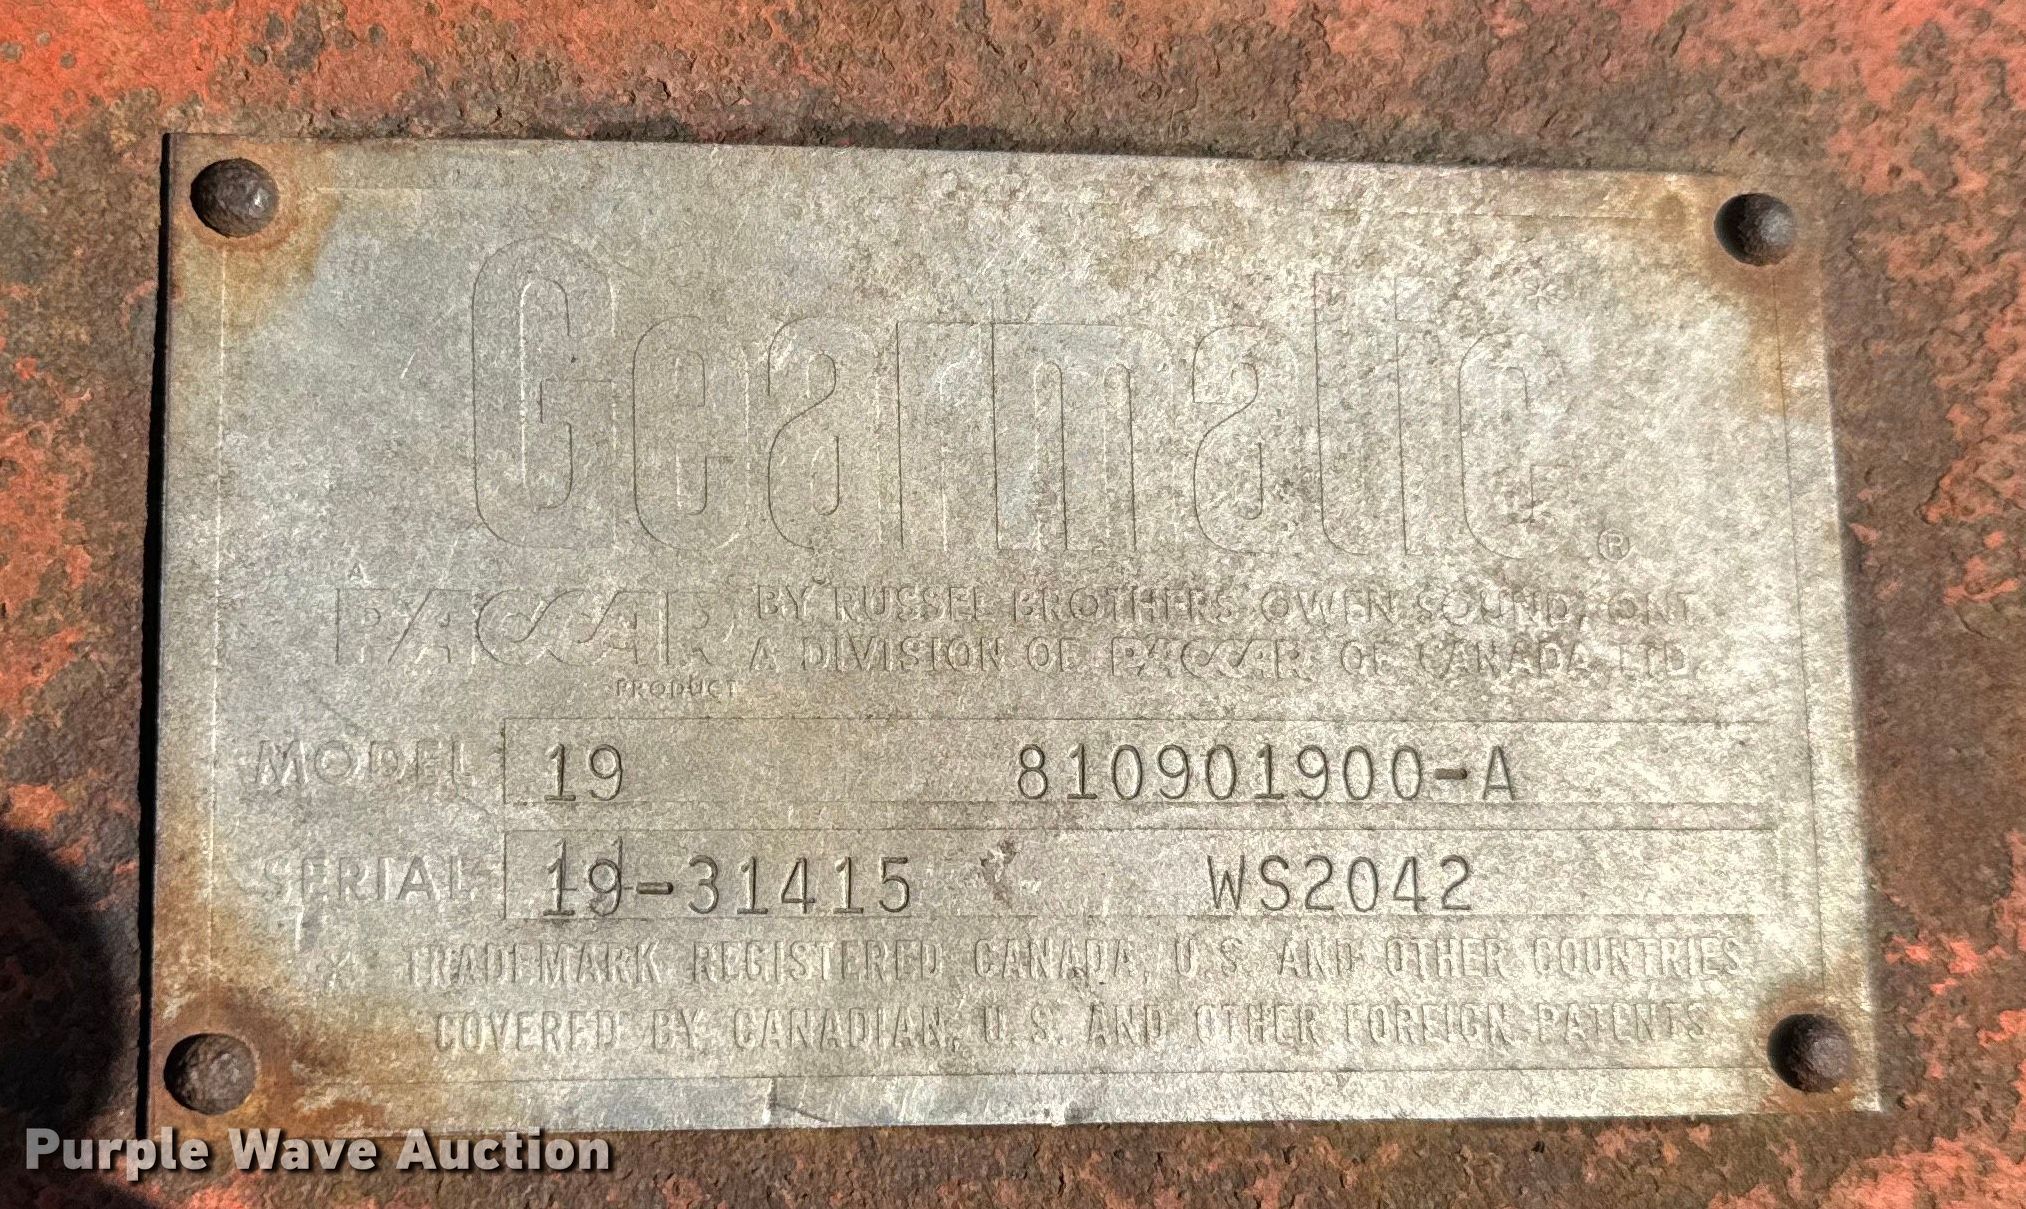 Gearmatic ®
A
PACCAR
PRODUCT
BY RUSSEL BROTHERS OWEN SOUND, ONT.
A DIVISION OF PACCAR OF CANADA LTD.
MODEL 19 810901900-A
SERIAL 19-31415 WS2042
* TRADEMARK REGISTERED CANADA, U.S. AND OTHER COUNTRIES
COVERED BY CANADIAN, U.S. AND OTHER FOREIGN PATENTS
Purple Wave Auction